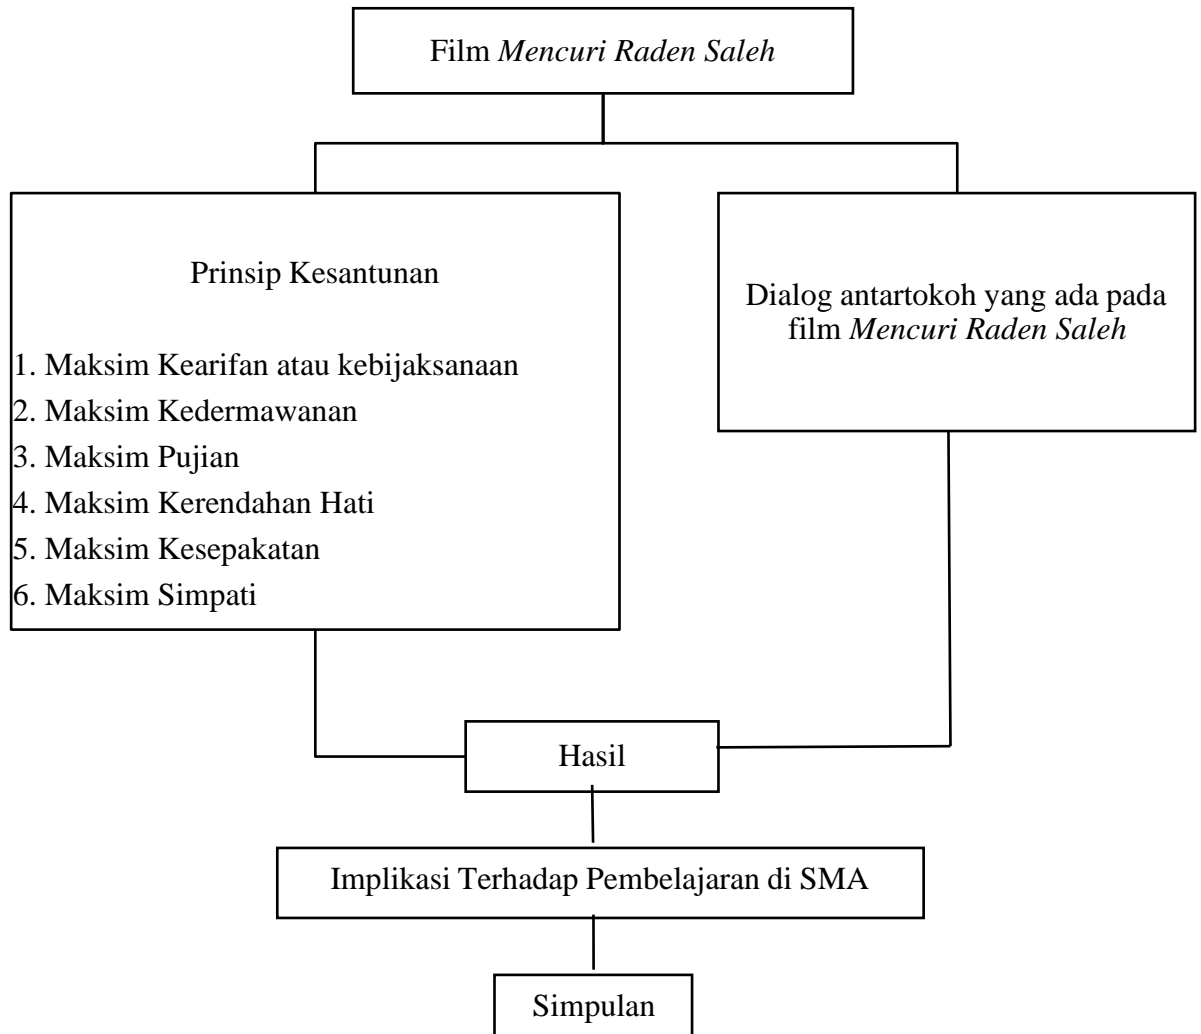 Film Mencuri Raden Saleh
Prinsip Kesantunan
1. Maksim Kearifan atau kebijaksanaan
2. Maksim Kedermawanan
3. Maksim Pujian
4. Maksim Kerendahan Hati
5. Maksim Kesepakatan
6. Maksim Simpati
Dialog antartokoh yang ada pada
film Mencuri Raden Saleh
Hasil
Implikasi Terhadap Pembelajaran di SMA
Simpulan